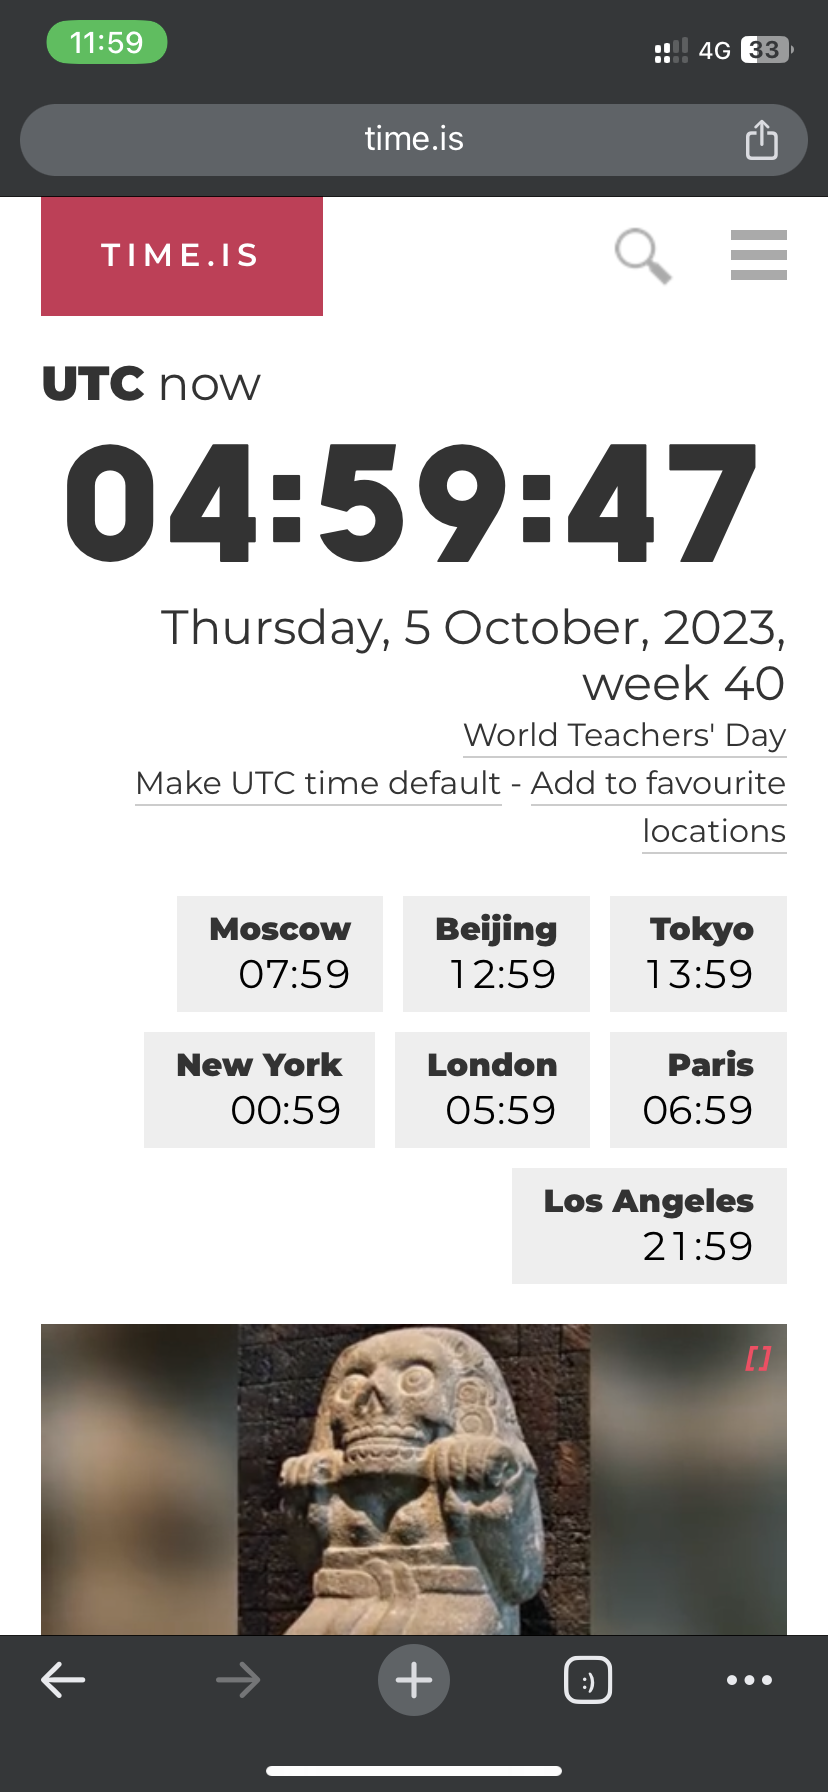 11:59
4G 33
time.is
TIME.IS
UTC now
04:59:47
Thursday, 5 October, 2023,
week 40
World Teachers' Day
Make UTC time default - Add to favourite
locations
Moscow Beijing Tokyo
07:59 12:59 13:59
New York London Paris
00:59 05:59 06:59
Los Angeles
21:59
[]
:)